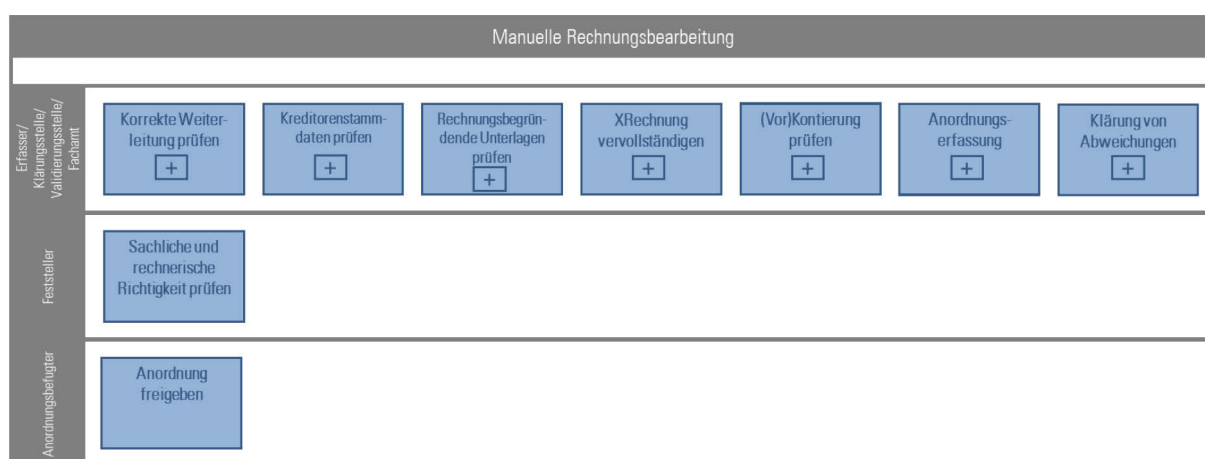 Manuelle Rechnungsbearbeitung
Erfasser/
Klärungsstelle/
Validierungsstelle/
Fachamt
Korrekte Weiter-
leitung prüfen
+
Kreditorenstamm-
daten prüfen
+
Rechnungsbegrün-
dende Unterlagen
prüfen
+
XRechnung
vervollständigen
+
(Vor)Kontierung
prüfen
+
Anordnungs-
erfassung
+
Klärung von
Abweichungen
+
Feststeller
Sachliche und
rechnerische
Richtigkeit prüfen
Anordnungsbefugter
Anordnung
freigeben